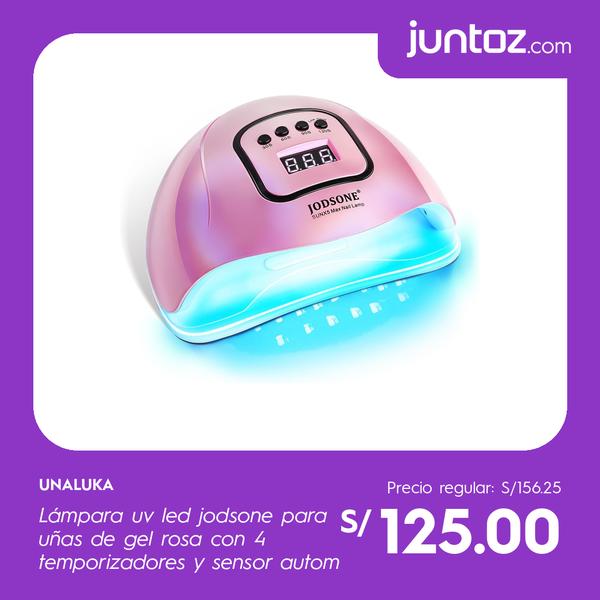 juntoz.com
30S 60S 90S 120S
8.8.8.
JODSONE®
SUNX5 Max Nail Lamp
UNALUKA
Precio regular: S/156.25
Lámpara uv led jodsone para
uñas de gel rosa con 4
temporizadores y sensor autom
S/125.00